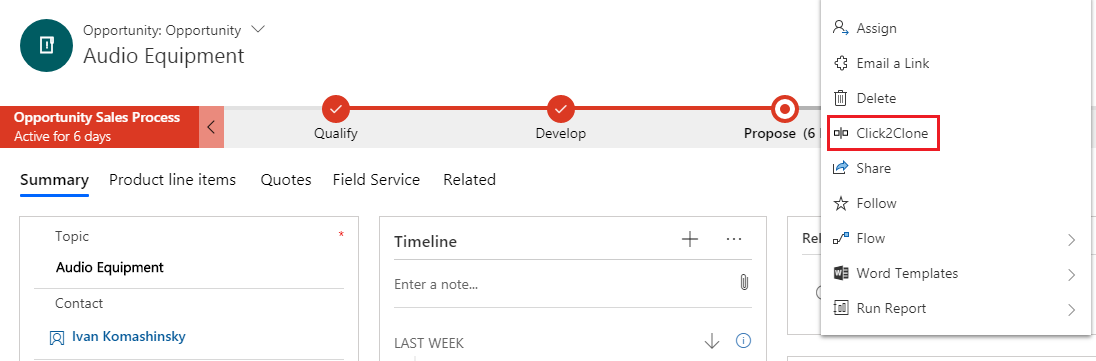 Opportunity: Opportunity
Audio Equipment
Opportunity Sales Process
Active for 6 days
Qualify
Develop
Propose (6
Summary
Product line items
Quotes
Field Service
Related
Topic
*
Audio Equipment
Contact
Ivan Komashinsky
Timeline
Enter a note...
LAST WEEK
Rel
Assign
Email a Link
Delete
Click2Clone
Share
Follow
Flow
Word Templates
Run Report